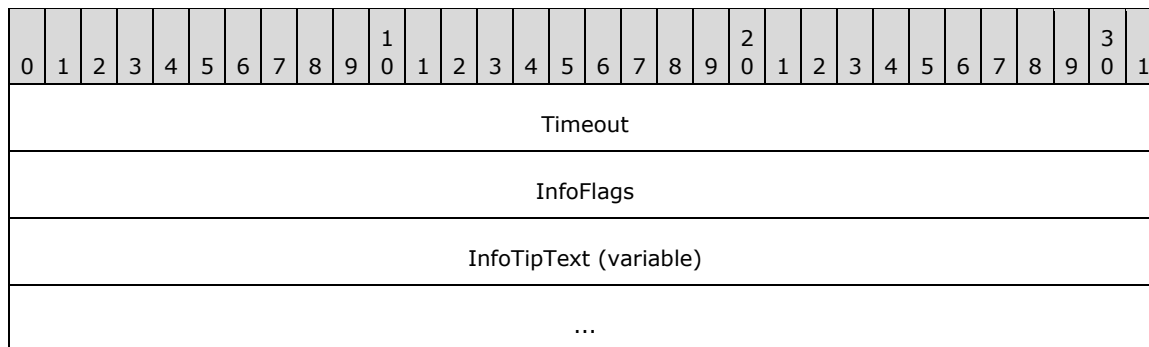 1 2 3
0 1 2 3 4 5 6 7 8 9 0 1 2 3 4 5 6 7 8 9 0 1 2 3 4 5 6 7 8 9 0 1
Timeout
InfoFlags
InfoTipText (variable)
...